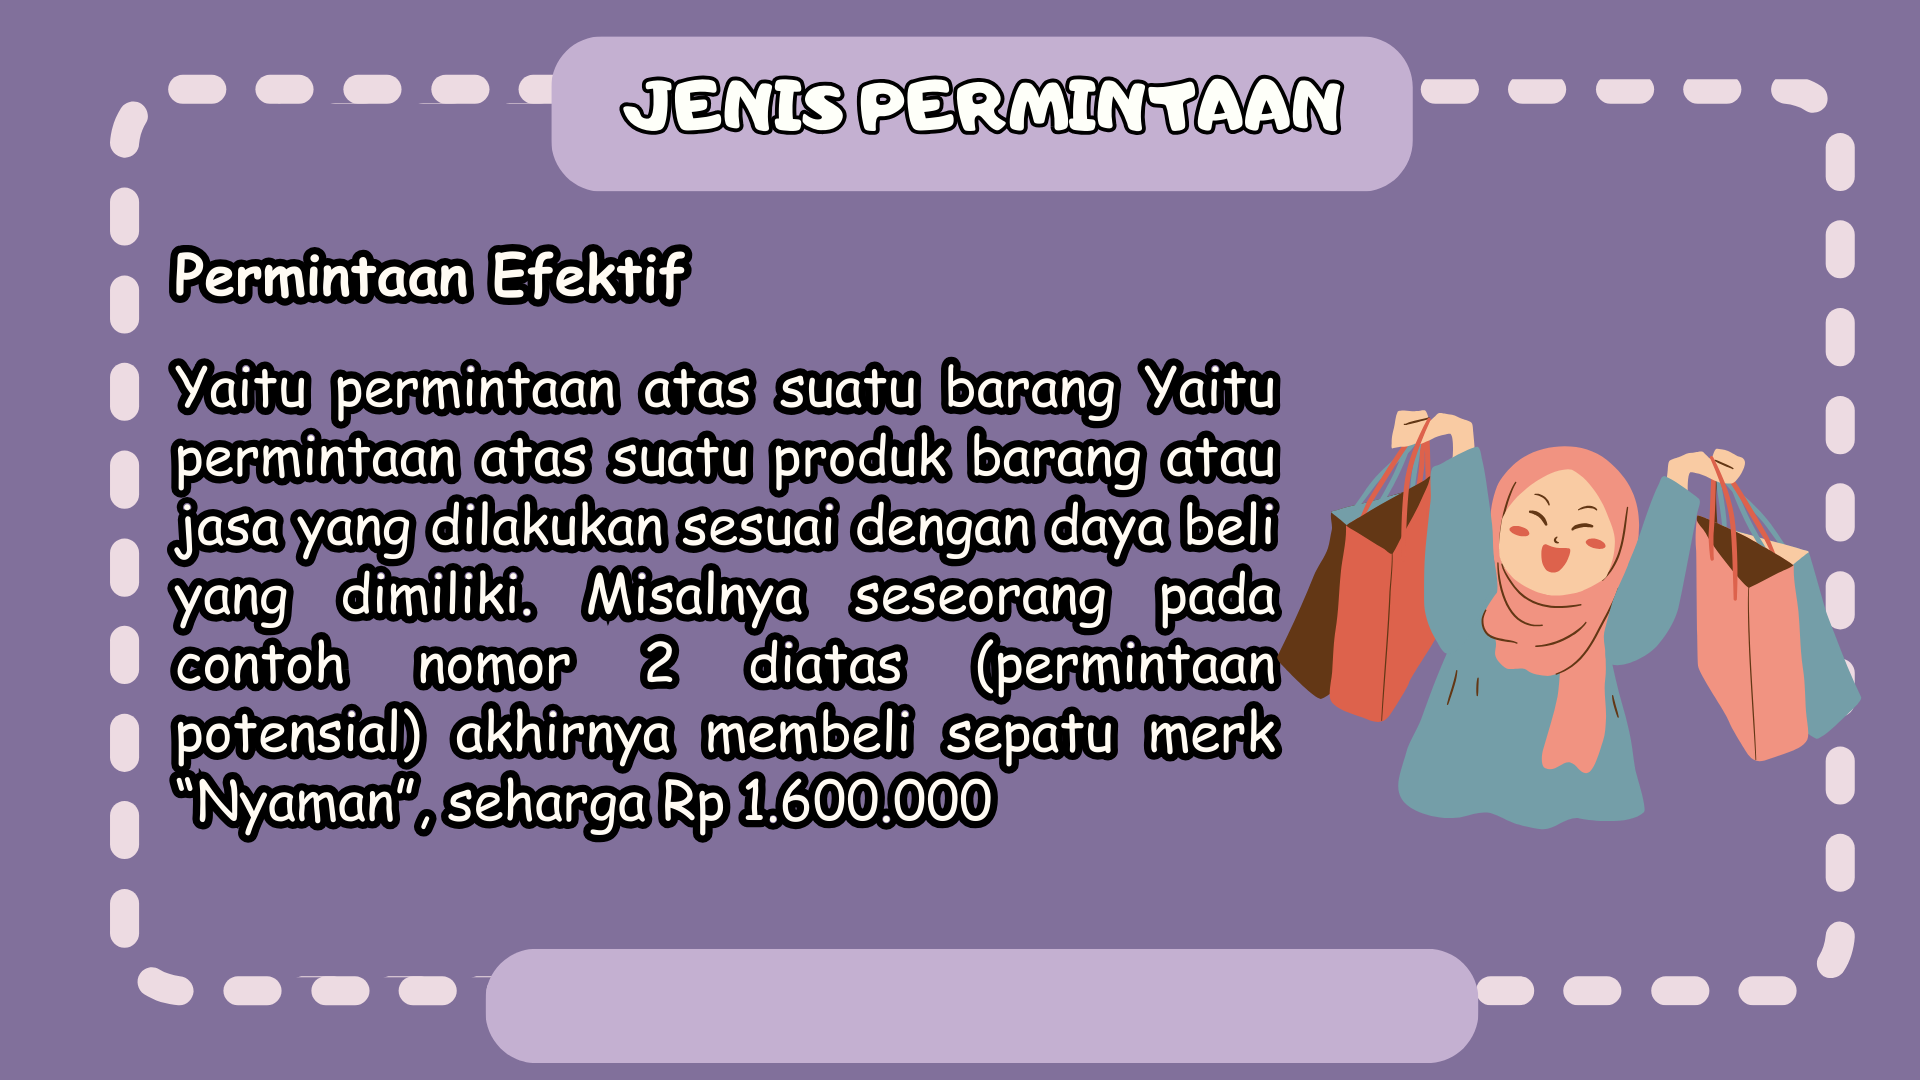 JENIS PERMINTAAN
Permintaan Efektif
Yaitu permintaan atas suatu barang Yaitu
permintaan atas suatu produk barang atau
jasa yang dilakukan sesuai dengan daya beli
yang dimiliki. Misalnya seseorang pada
contoh nomor 2 diatas (permintaan
potensial) akhirnya membeli sepatu merk
“Nyaman”, seharga Rp 1.600.000